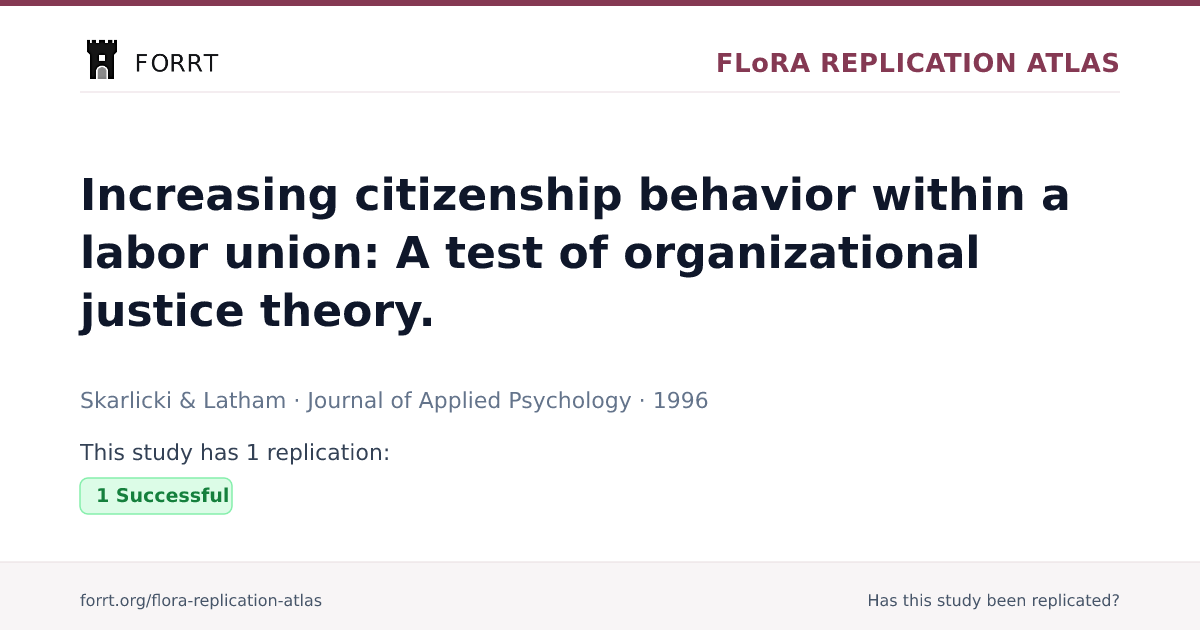 FORRT
FLoRA REPLICATION ATLAS
Increasing citizenship behavior within a
labor union: A test of organizational
justice theory.
Skarlicki & Latham · Journal of Applied Psychology · 1996
This study has 1 replication:
1 Successful
forrt.org/flora-replication-atlas
Has this study been replicated?